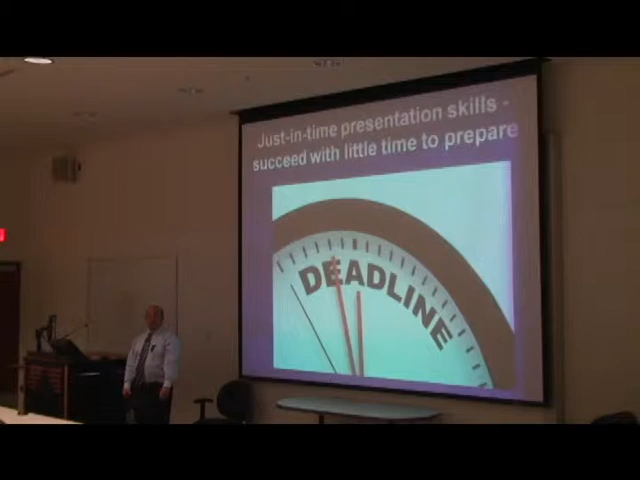 Just-in-time presentation skills -
succeed with little time to prepare
DEADLINE